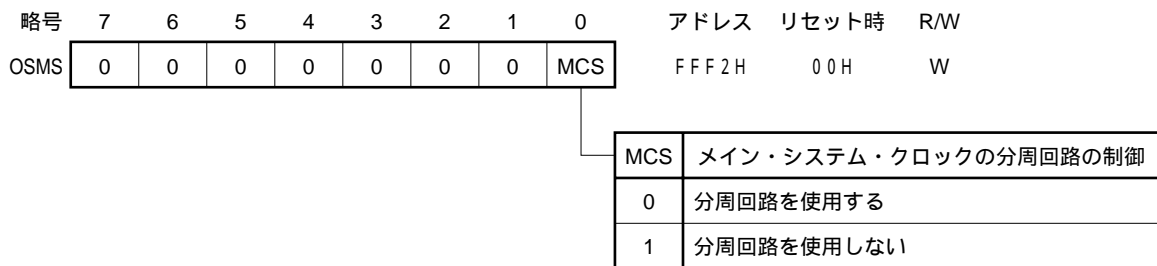 略号 7 6 5 4 3 2 1 0 アドレス リセット時 R/W
OSMS 0 0 0 0 0 0 0 MCS FFF2H 00H W
MCS メイン・システム・クロックの分周回路の制御
0 分周回路を使用する
1 分周回路を使用しない